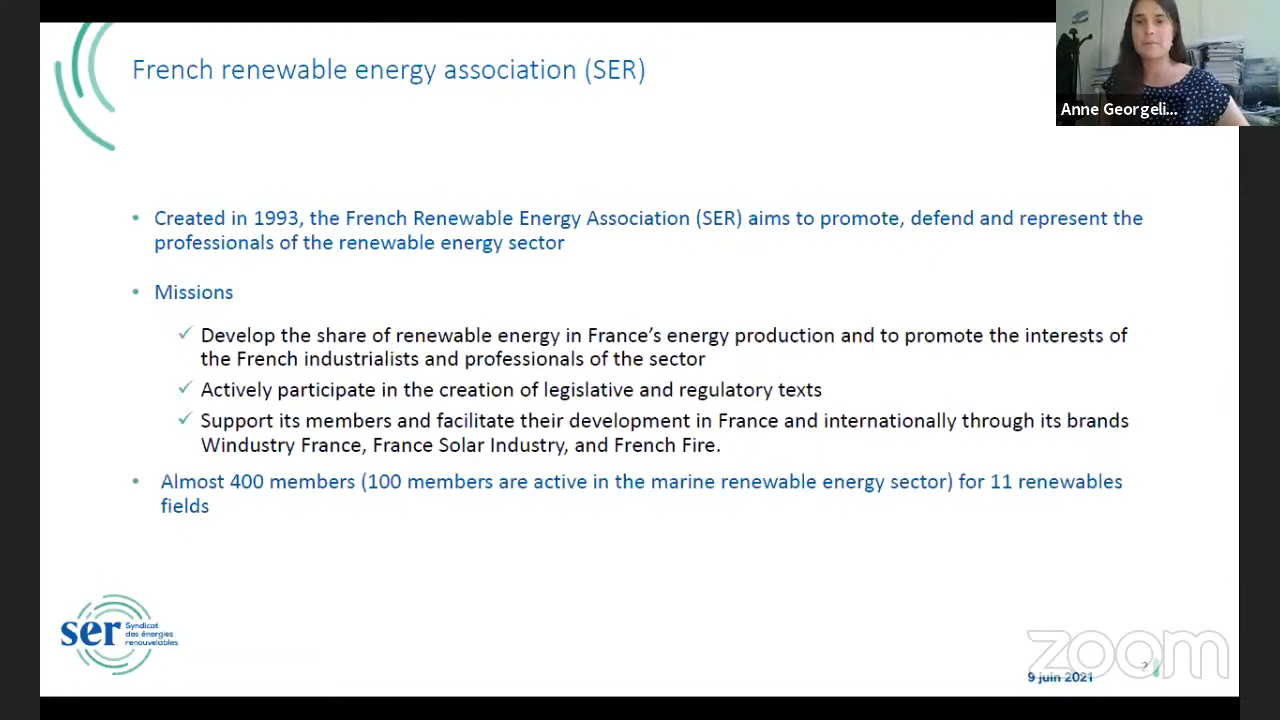 French renewable energy association (SER)
Anne Georgeli...
Created in 1993, the French Renewable Energy Association (SER) aims to promote, defend and represent the
professionals of the renewable energy sector
Missions
Develop the share of renewable energy in France’s energy production and to promote the interests of
the French industrialists and professionals of the sector
Actively participate in the creation of legislative and regulatory texts
Support its members and facilitate their development in France and internationally through its brands
Windustry France, France Solar Industry, and French Fire.
Almost 400 members (100 members are active in the marine renewable energy sector) for 11 renewables
fields
ser
Syndicat
des énergies
renouvelables
zoom
2
9 juin 2021